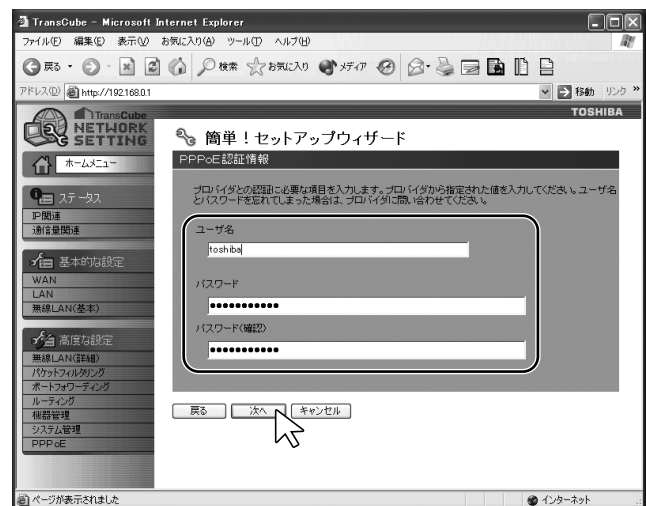 TransCube - Microsoft Internet Explorer
ファイル(F) 編集(E) 表示(V) お気に入り(A) ツール(T) ヘルプ(H)
戻る 検索 お気に入り メディア
アドレス(D) http://192.168.0.1 移動 リンク »
TOSHIBA
TransCube
NETWORK
SETTING
ホームメニュー
ステータス
IP関連
通信量関連
基本的な設定
WAN
LAN
無線LAN(基本)
高度な設定
無線LAN(詳細)
パケットフィルタリング
ポートフォワーディング
ルーティング
機器管理
システム管理
PPPoE
簡単！セットアップウィザード
PPPoE認証情報
プロバイダとの認証に必要な項目を入力します。プロバイダから指定された値を入力してください。ユーザ名
とパスワードを忘れてしまった場合は、プロバイダに問い合わせてください。
ユーザ名
toshiba
パスワード
●●●●●●●●●●●
パスワード(確認)
●●●●●●●●●●●
戻る 次へ キャンセル
ページが表示されました インターネット